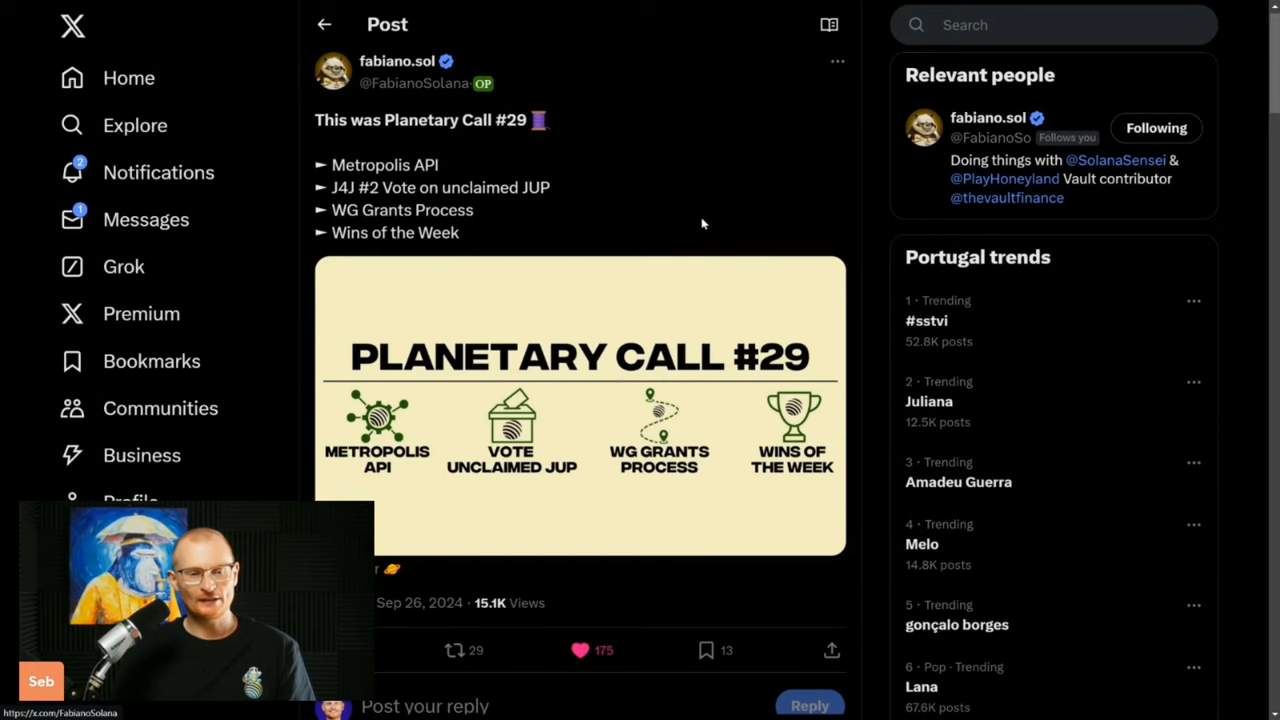 Home
Explore
2
Notifications
1
Messages
Grok
Premium
Bookmarks
Communities
Business
Profile
Seb
https://x.com/FabianoSolana
Post
fabiano.sol
@FabianoSolana OP
This was Planetary Call #29
► Metropolis API
► J4J #2 Vote on unclaimed JUP
► WG Grants Process
► Wins of the Week
PLANETARY CALL #29
METROPOLIS API
VOTE UNCLAIMED JUP
WG GRANTS PROCESS
WINS OF THE WEEK
Sep 26, 2024 · 15.1K Views
29
175
13
Post your reply
Reply
Search
Relevant people
fabiano.sol
@FabianoSo Follows you
Following
Doing things with @SolanaSensei &
@PlayHoneyland Vault contributor
@thevaultfinance
Portugal trends
1 · Trending
#sstvi
52.8K posts
2 · Trending
Juliana
12.5K posts
3 · Trending
Amadeu Guerra
4 · Trending
Melo
14.8K posts
5 · Trending
gonçalo borges
6 · Pop · Trending
Lana
67.6K posts